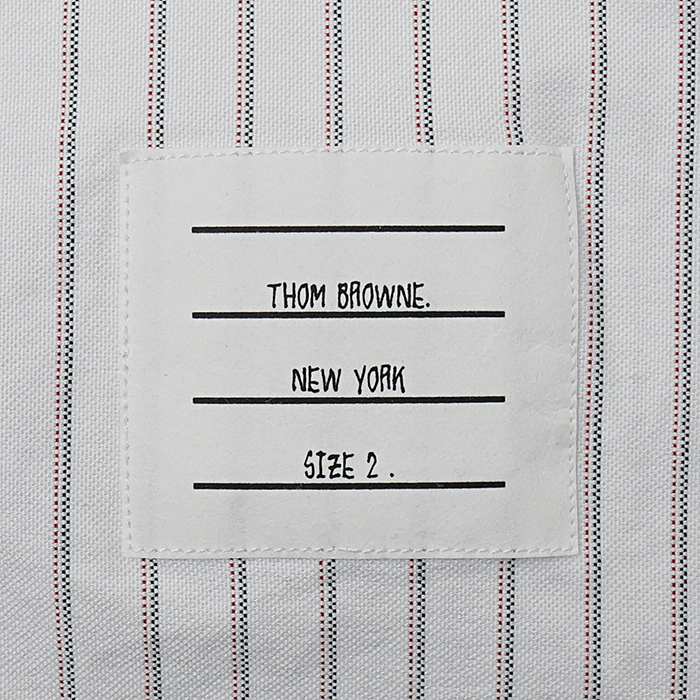 THOM BROWNE.
NEW YORK
SIZE 2 .